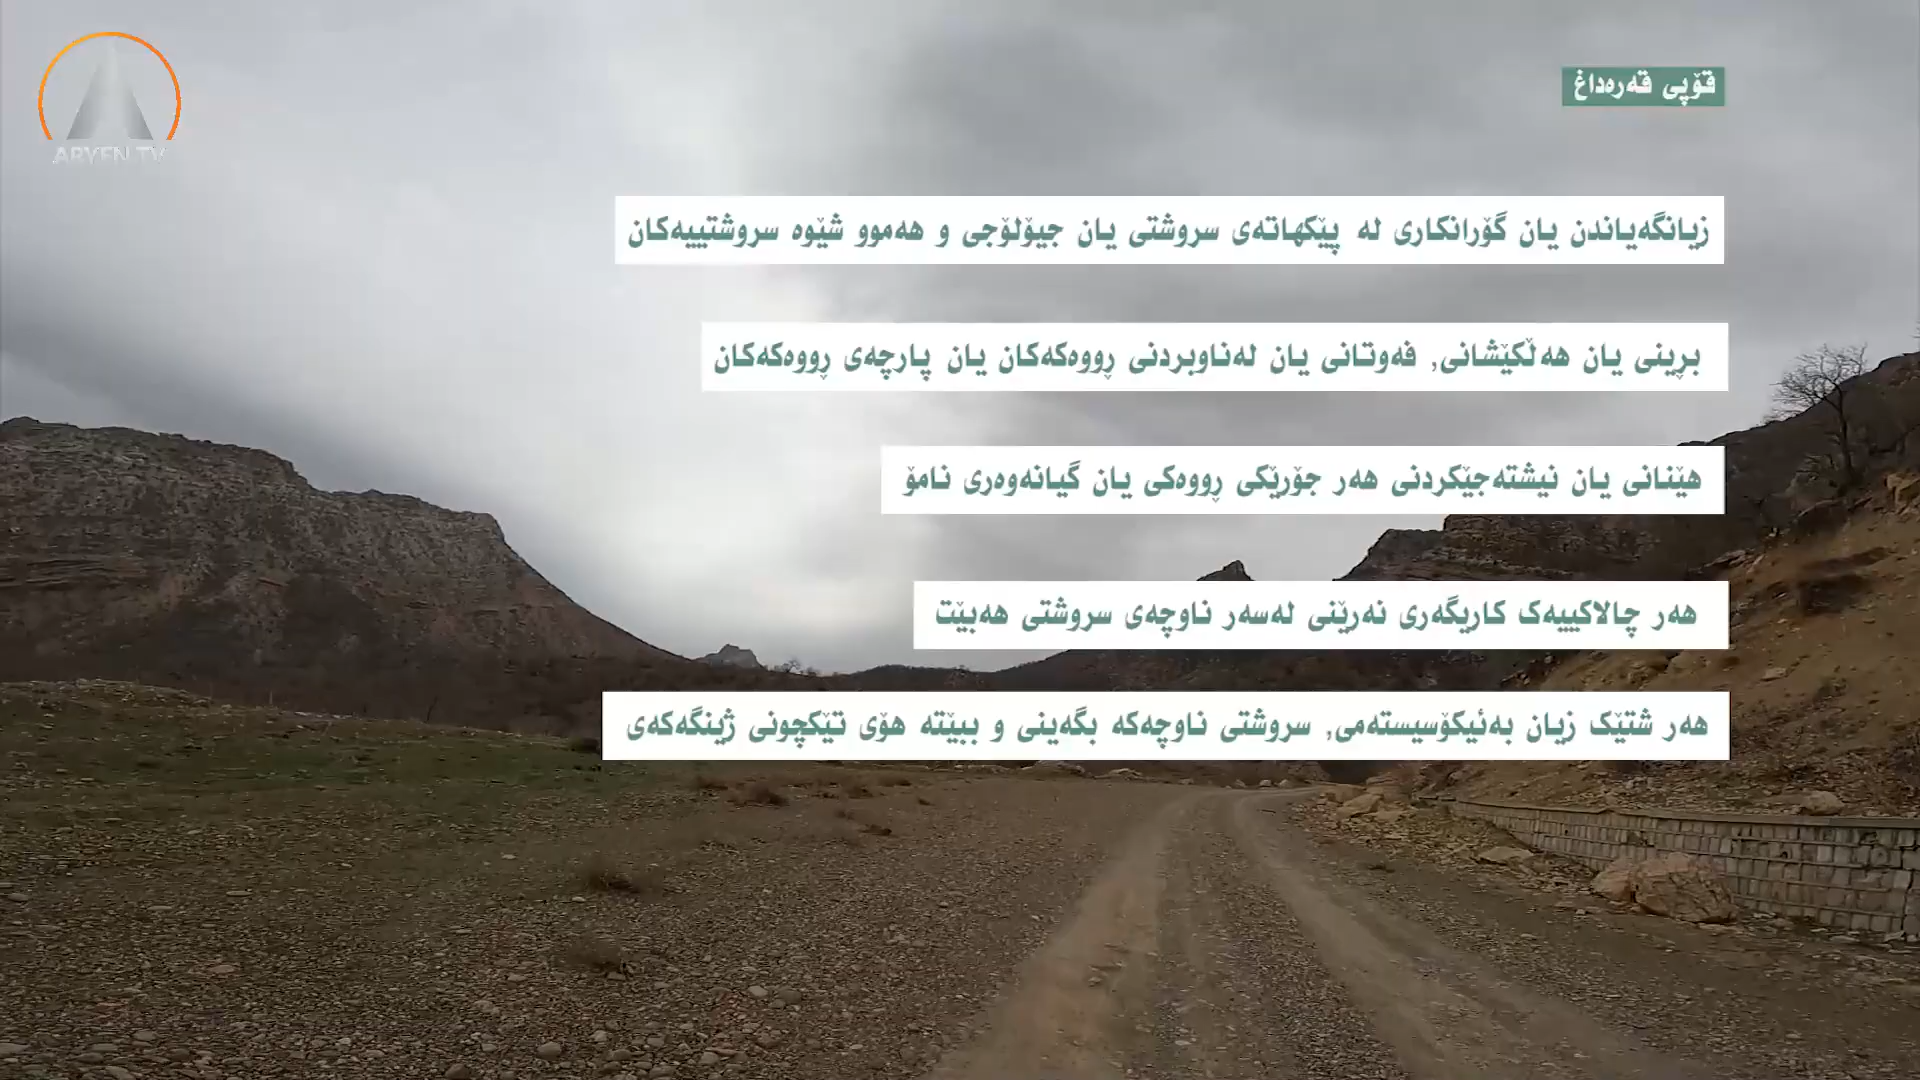 ARYEN TV
قۆپی قەرەداغ
زیانگەیاندن یان گۆرانکاری لە پێکهاتەی سروشتی یان جیۆلۆجی و هەموو شێوە سروشتییەکان
بڕینی یان هەڵکێشانی, فەوتانی یان لەناوبردنی ڕووەکەکان یان پارچەی ڕووەکەکان
هێنانی یان نیشتەجێکردنی هەر جۆرێکی ڕووەکی یان گیانەوەری نامۆ
هەر چالاکییەک کاریگەری نەرێنی لەسەر ناوچەی سروشتی هەبێت
هەر شتێک زیان بەئیکۆسیستەمی, سروشتی ناوچەکە بگەینی و ببێتە هۆی تێکچونی ژینگەکەی